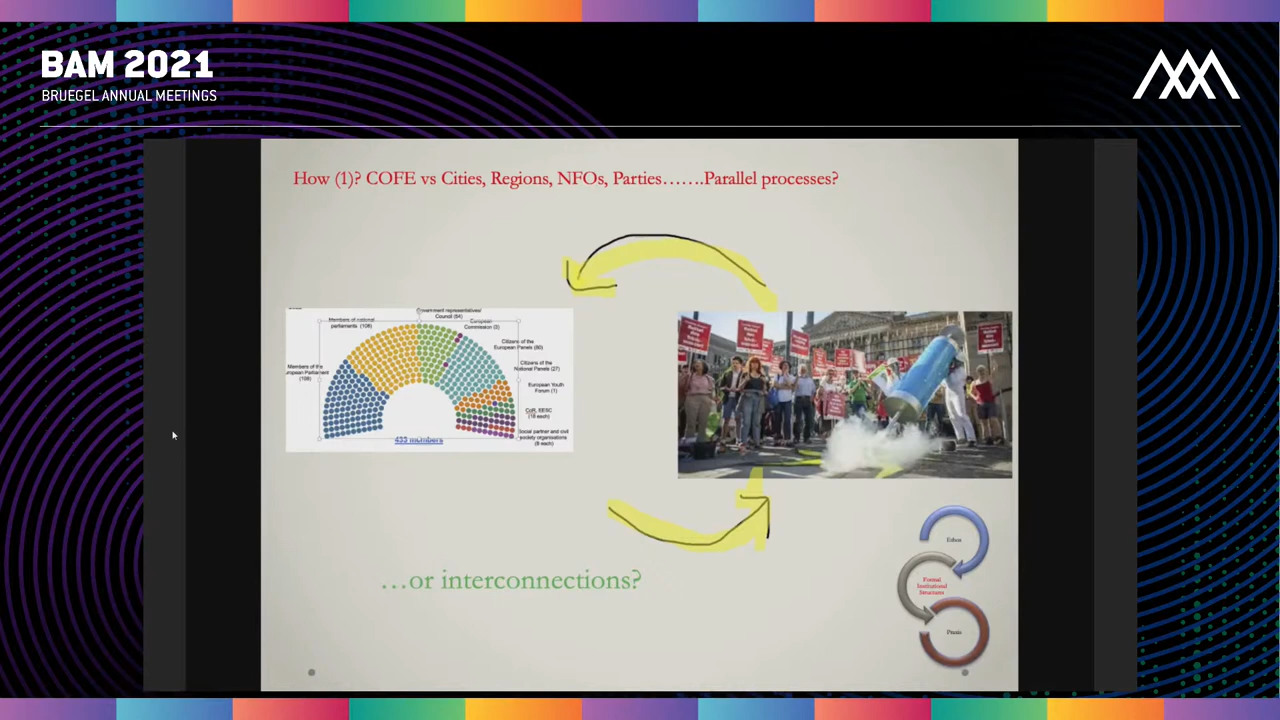 BAM 2021
BRUEGEL ANNUAL MEETINGS
How (1)? COFE vs Cities, Regions, NFOs, Parties…….Parallel processes?
Members of national
parliaments (108)
Government representatives/
Council (54)
European
Commission (3)
Citizens of the
European Panels (80)
Members of the
European Parliament
(108)
Citizens of the
National Panels (27)
European Youth
Forum (1)
CoR, EESC
(18 each)
Social partner and civil
society organisations
(8 each)
433 members
Ethos
Formal
Institutional
Structures
Praxis
…or interconnections?